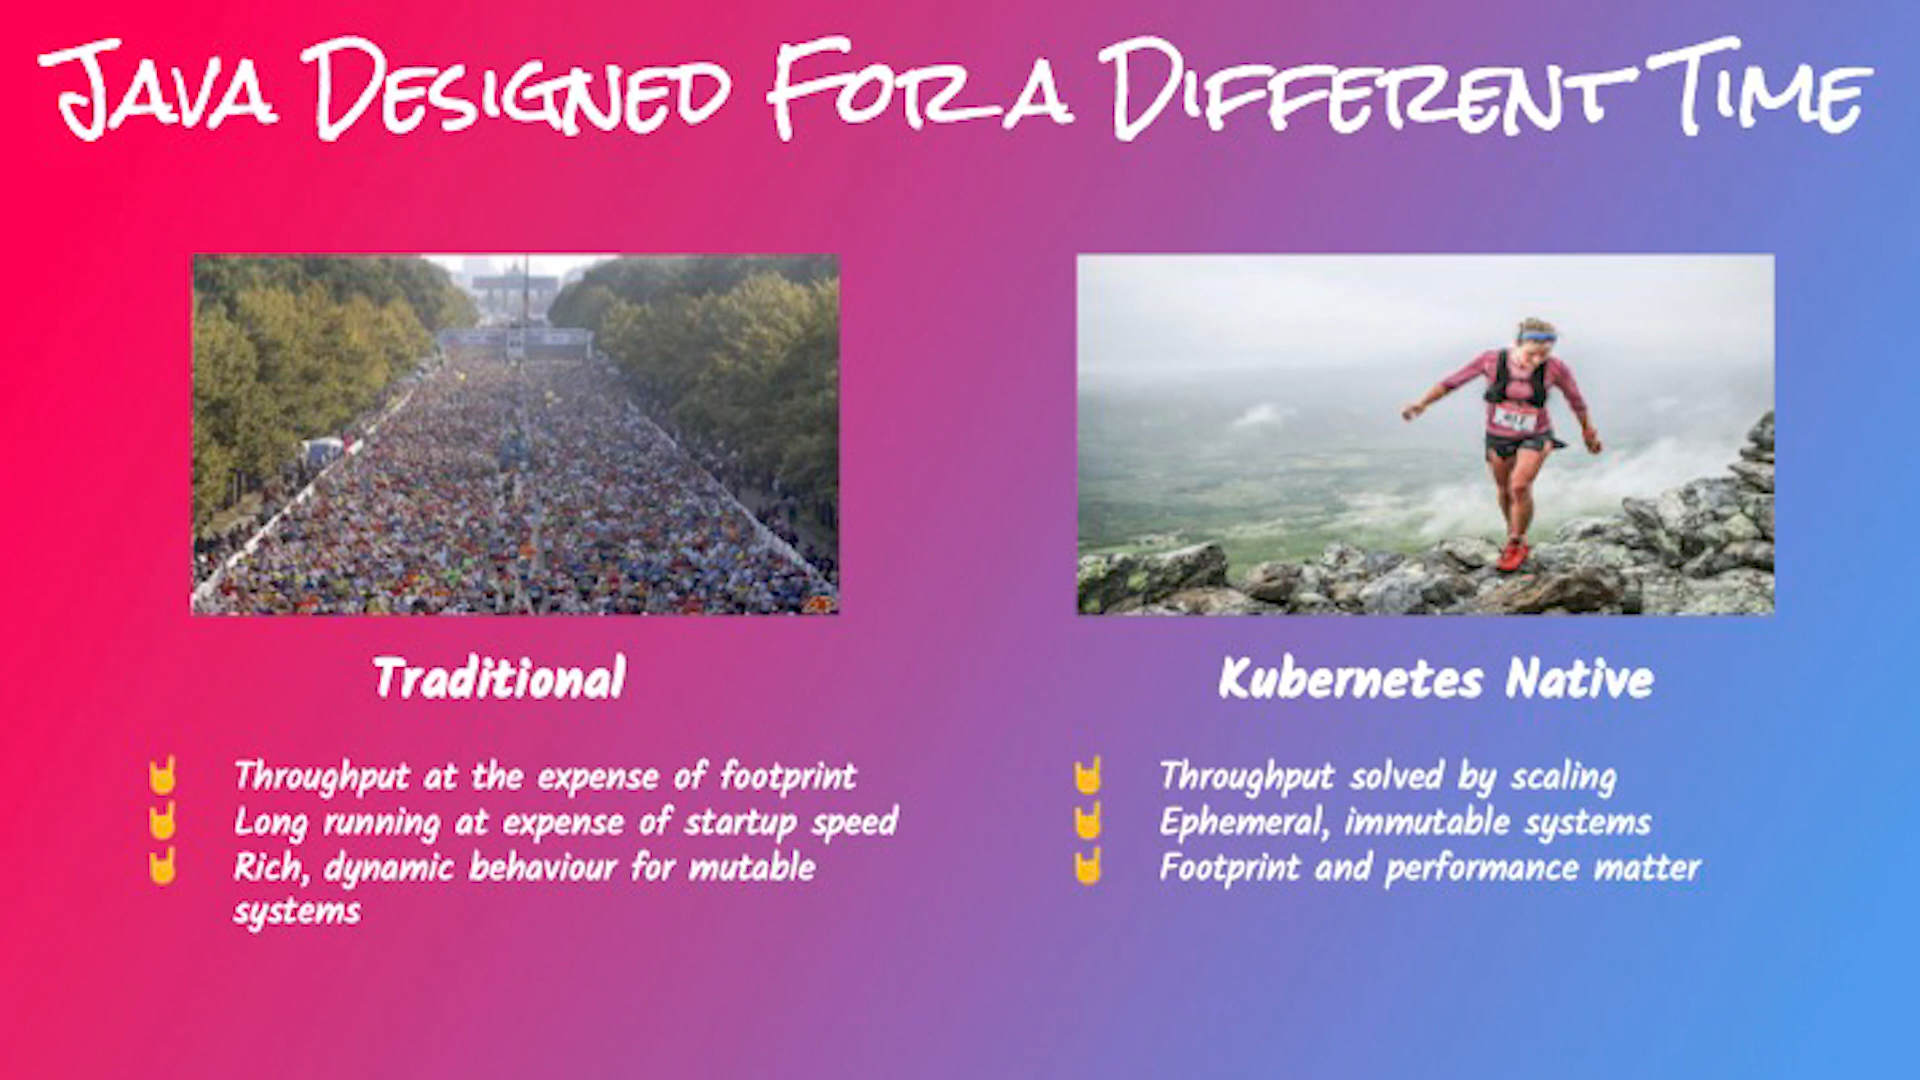 Java Designed For a Different Time
Traditional
Throughput at the expense of footprint
Long running at expense of startup speed
Rich, dynamic behaviour for mutable
systems
Kubernetes Native
Throughput solved by scaling
Ephemeral, immutable systems
Footprint and performance matter